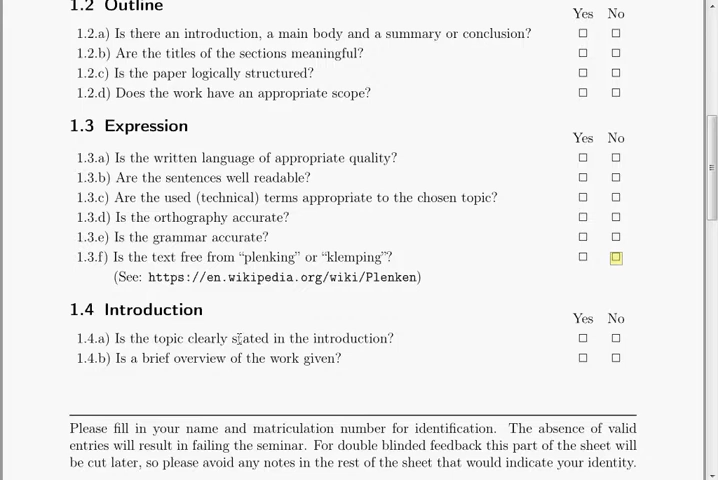 1.2 Outline
Yes No
1.2.a) Is there an introduction, a main body and a summary or conclusion?
1.2.b) Are the titles of the sections meaningful?
1.2.c) Is the paper logically structured?
1.2.d) Does the work have an appropriate scope?
1.3 Expression
Yes No
1.3.a) Is the written language of appropriate quality?
1.3.b) Are the sentences well readable?
1.3.c) Are the used (technical) terms appropriate to the chosen topic?
1.3.d) Is the orthography accurate?
1.3.e) Is the grammar accurate?
1.3.f) Is the text free from “plenking” or “klemping”?
(See: https://en.wikipedia.org/wiki/Plenken)
1.4 Introduction
Yes No
1.4.a) Is the topic clearly stated in the introduction?
1.4.b) Is a brief overview of the work given?
Please fill in your name and matriculation number for identification. The absence of valid
entries will result in failing the seminar. For double blinded feedback this part of the sheet will
be cut later, so please avoid any notes in the rest of the sheet that would indicate your identity.